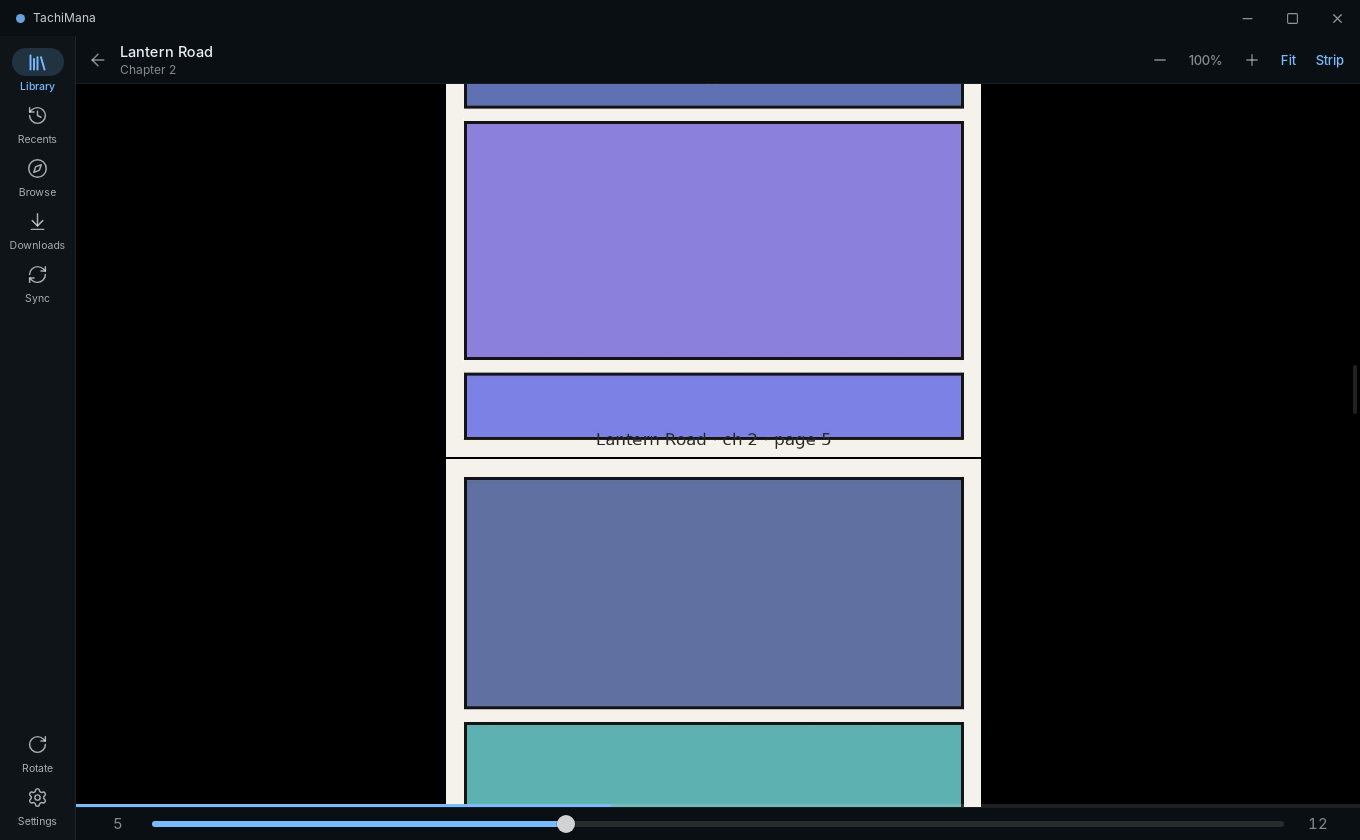 TachiMana
Lantern Road
Chapter 2
100%
Fit
Strip
Library
Recents
Browse
Downloads
Sync
Lantern Road - ch 2 - page 5
Rotate
Settings
5
12